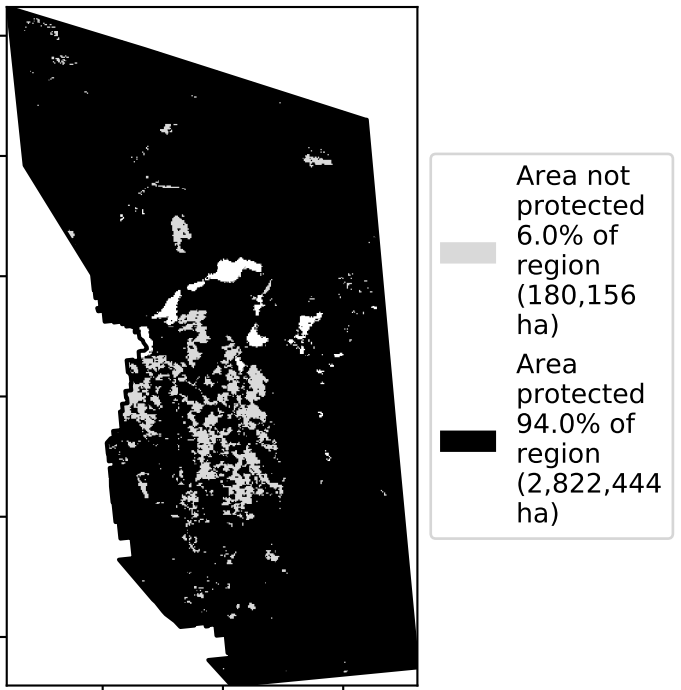 Area not
protected
6.0% of
region
(180,156
ha)
Area
protected
94.0% of
region
(2,822,444
ha)